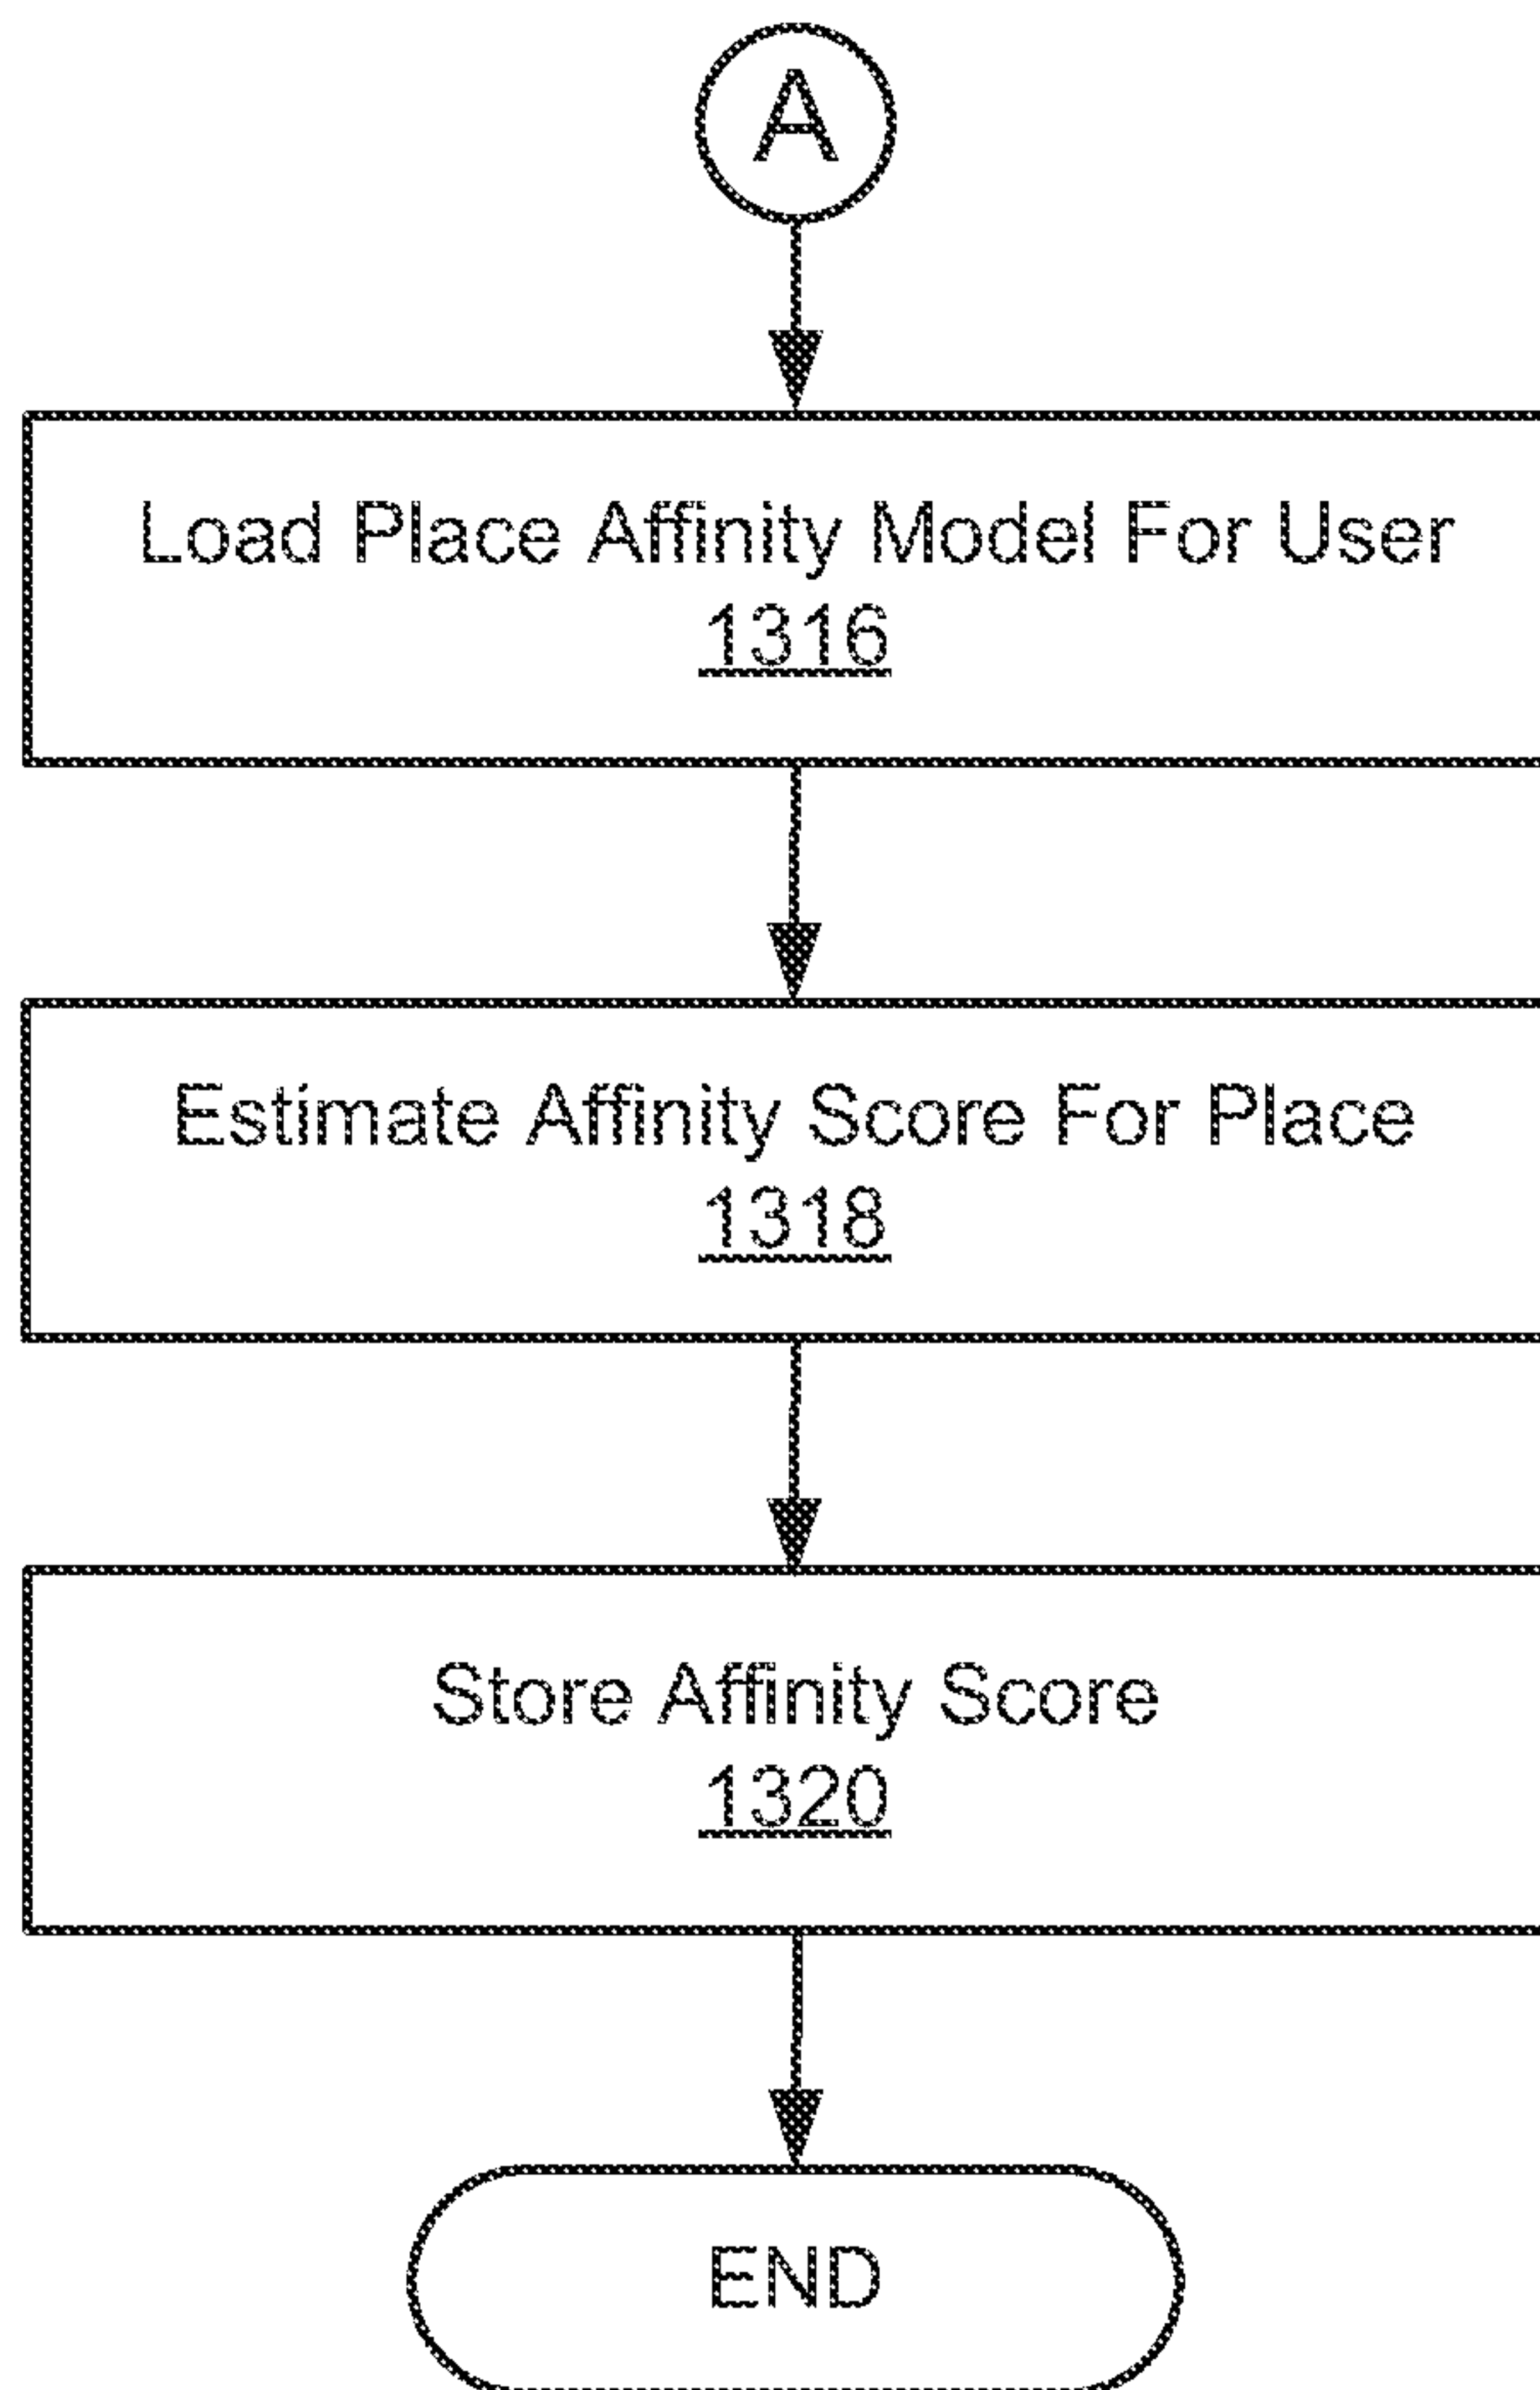 A
Load Place Affinity Model For User
1316
Estimate Affinity Score For Place
1318
Store Affinity Score
1320
END